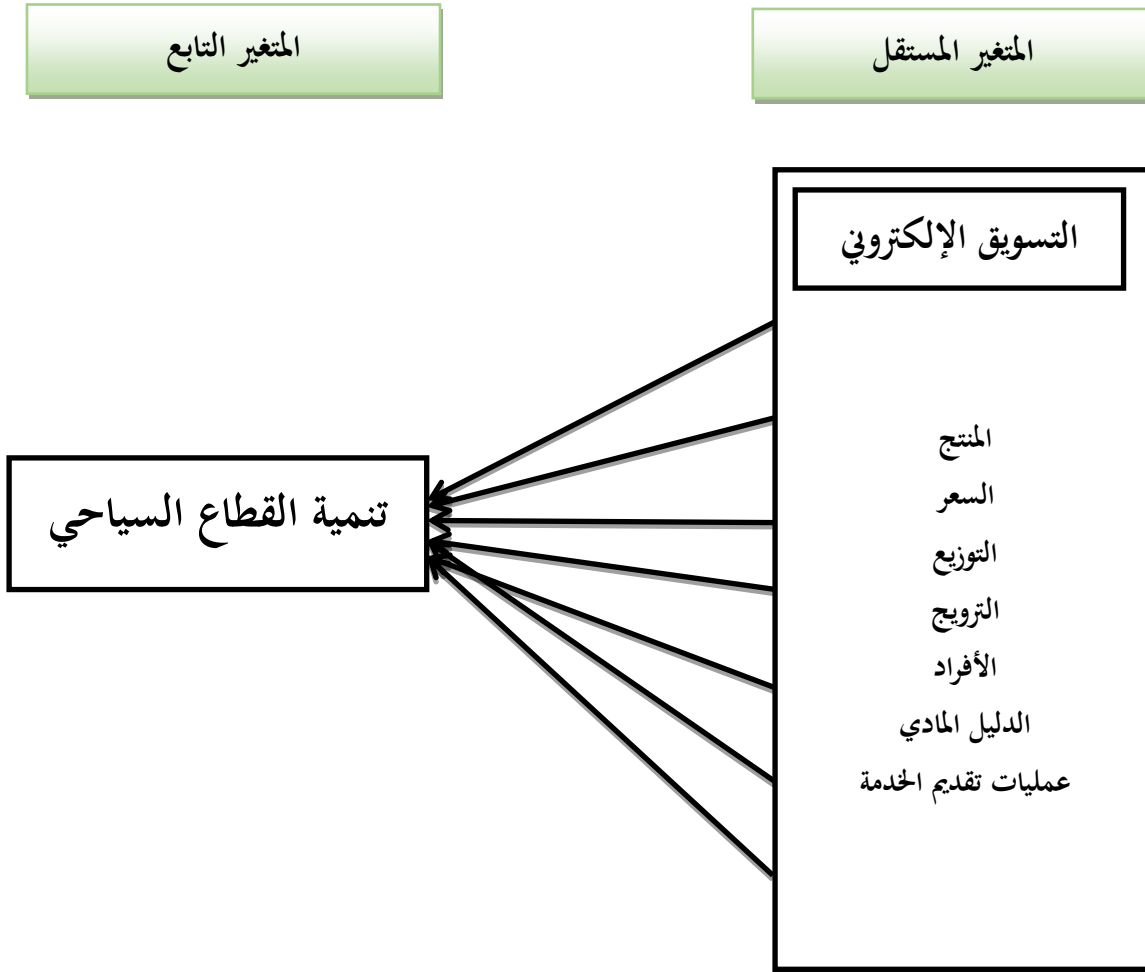 المتغير المستقل
المتغير التابع
التسويق الإلكتروني
المنتج
السعر
التوزيع
الترويج
الأفراد
الدليل المادي
عمليات تقديم الخدمة
تنمية القطاع السياحي